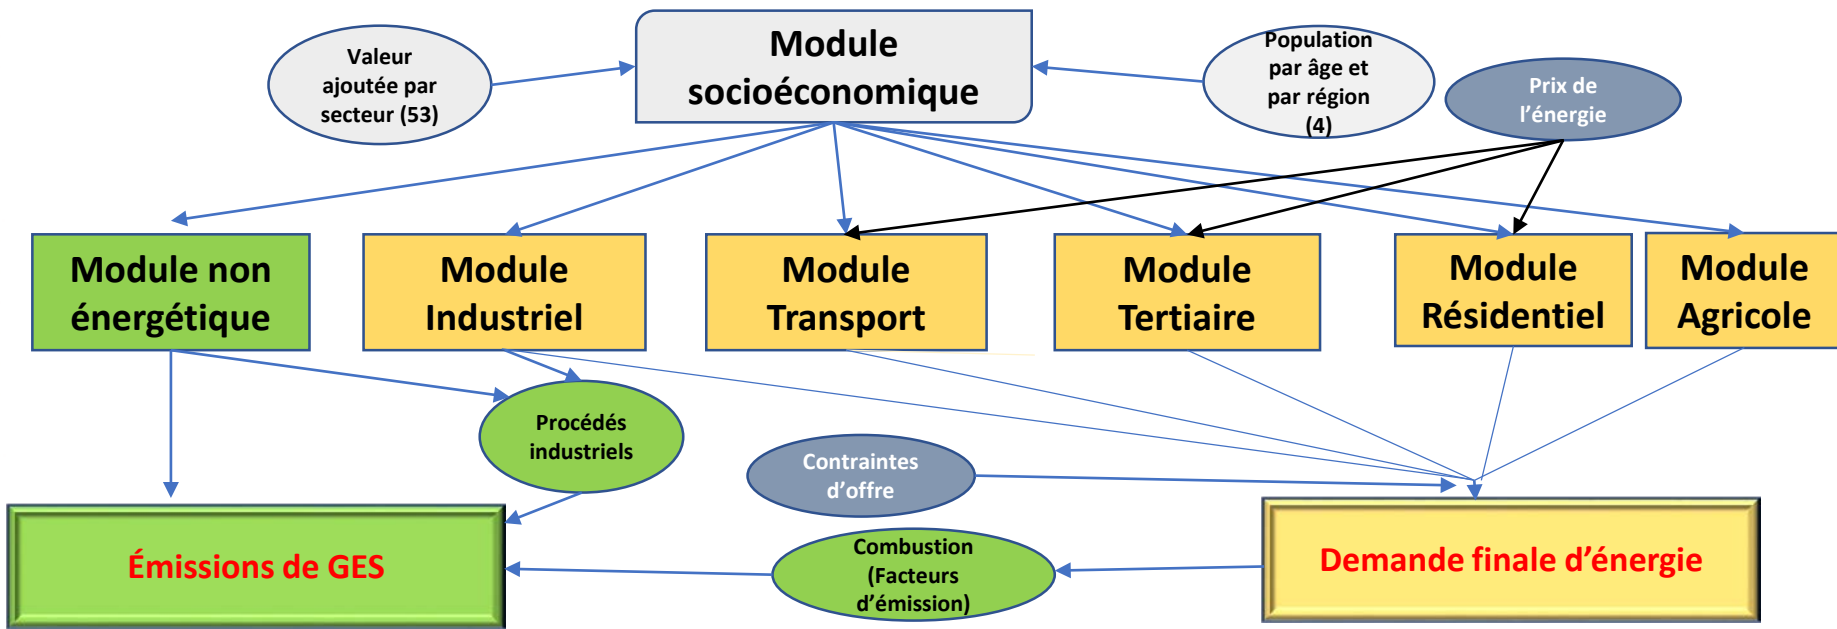 Valeur
ajoutée par
secteur (53)
Module
socioéconomique
Population
par âge et
par région
(4)
Prix de
l’énergie
Module non
énergétique
Module
Industriel
Module
Transport
Module
Tertiaire
Module
Résidentiel
Module
Agricole
Procédés
industriels
Contraintes
d’offre
Émissions de GES
Combustion
(Facteurs
d’émission)
Demande finale d’énergie